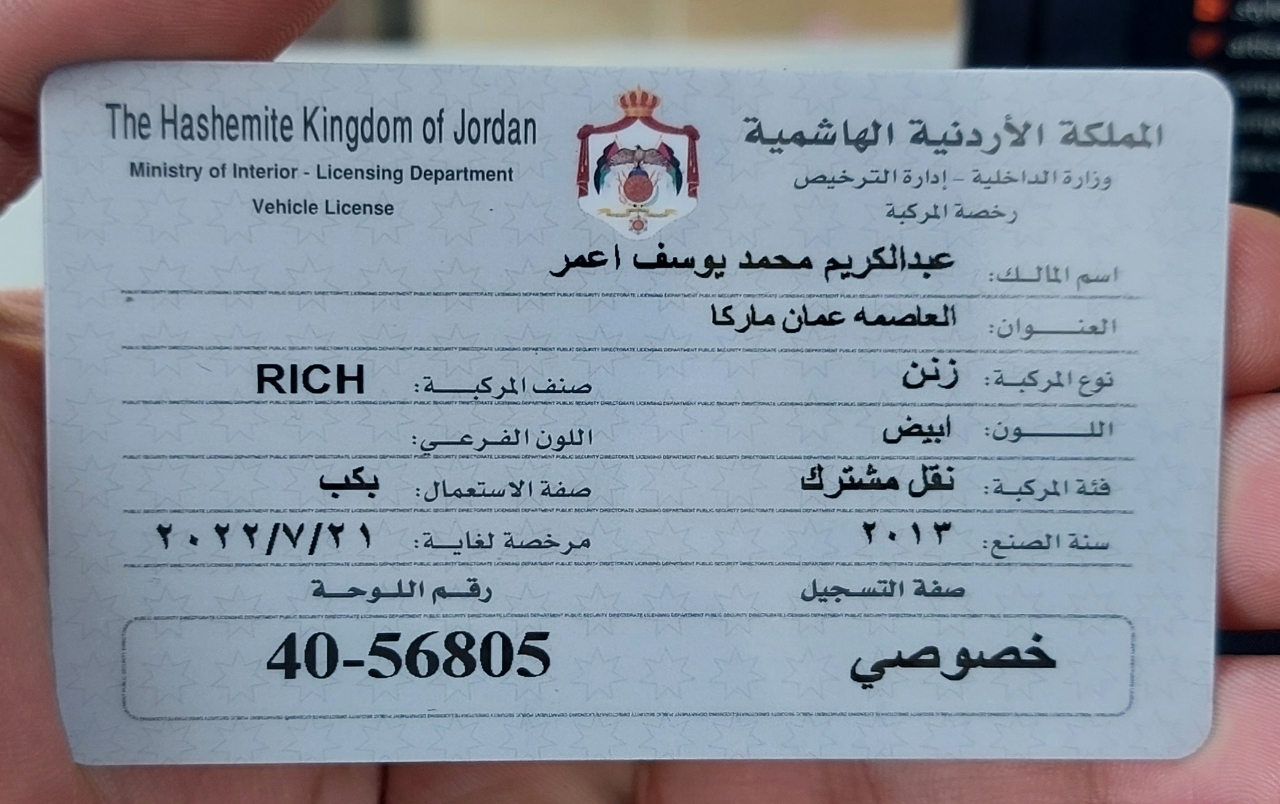 The Hashemite Kingdom of Jordan
Ministry of Interior - Licensing Department
Vehicle License
المملكة الأردنية الهاشمية
وزارة الداخلية - إدارة الترخيص
رخصة المركبة
اسم المالك: عبدالكريم محمد يوسف اعمر
العنوان: العاصمه عمان ماركا
نوع المركبة: زنن صنف المركبة: RICH
اللون: ابيض اللون الفرعي:
فئة المركبة: نقل مشترك صفة الاستعمال: بكب
سنة الصنع: ٢٠١٣ مرخصة لغاية: ٢٠٢٢/٧/٢١
صفة التسجيل رقم اللوحة
خصوصي 40-56805